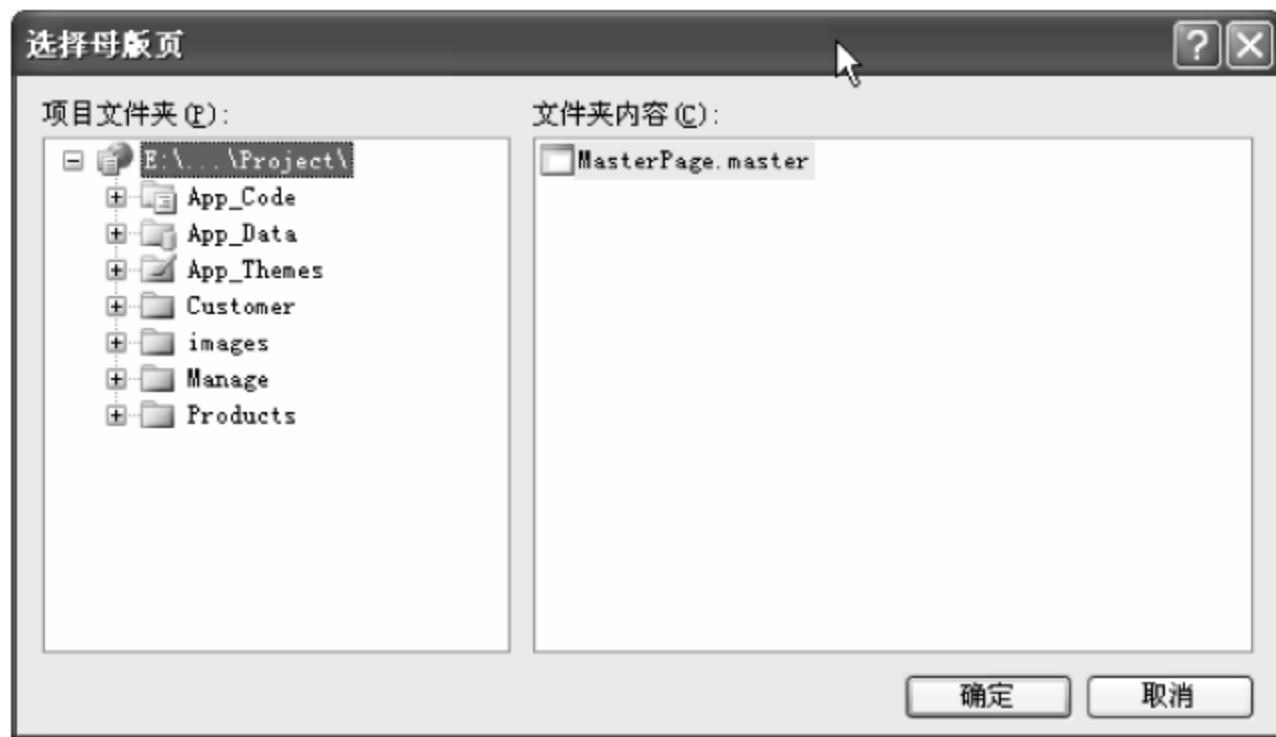 选择母版页
项目文件夹(P):
E:\...\Project\
App_Code
App_Data
App_Themes
Customer
images
Manage
Products
文件夹内容(C):
MasterPage.master
确定
取消